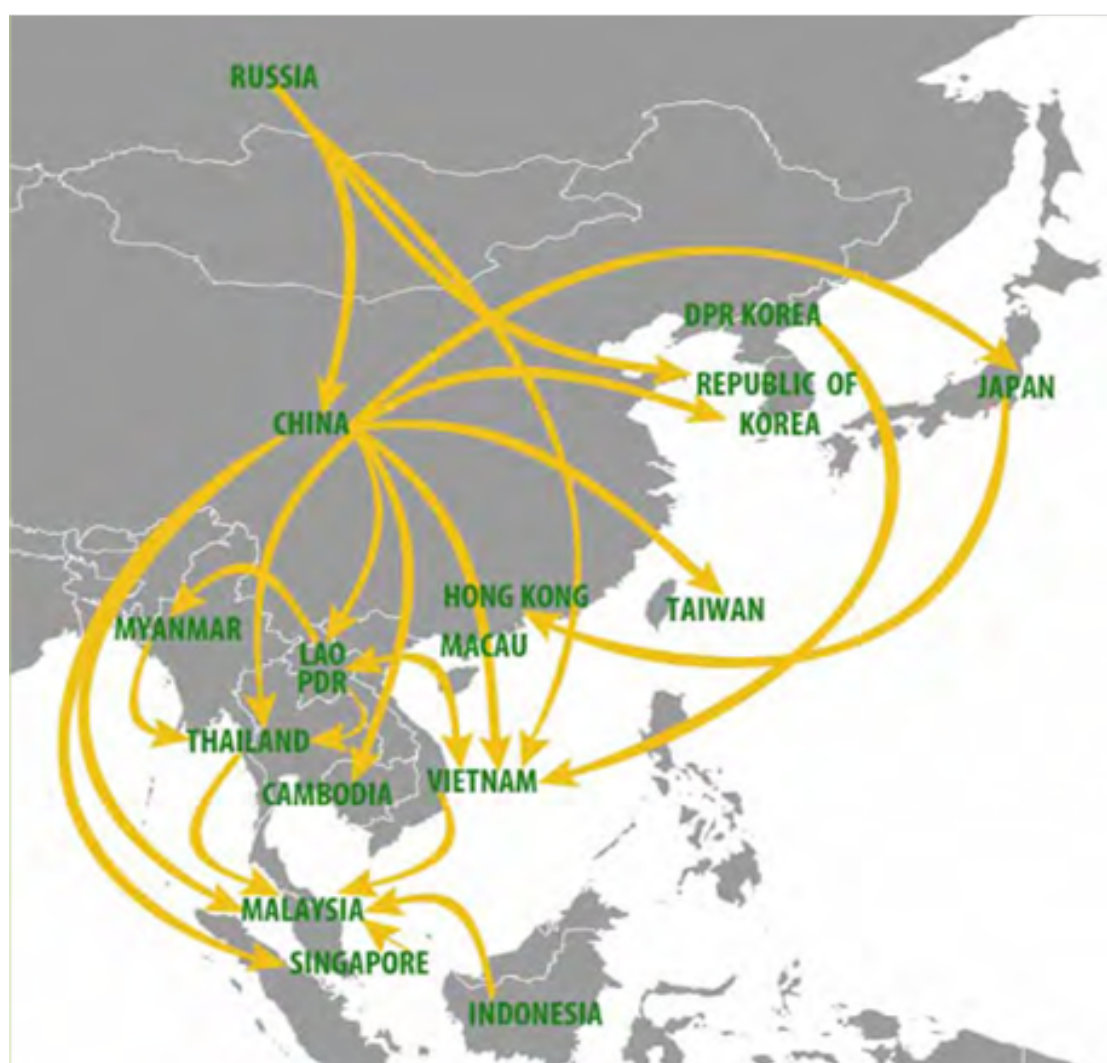 RUSSIA
DPR KOREA
REPUBLIC OF
KOREA
JAPAN
CHINA
HONG KONG
TAIWAN
MYANMAR
MACAU
LAO
PDR
THAILAND
CAMBODIA
VIETNAM
MALAYSIA
SINGAPORE
INDONESIA